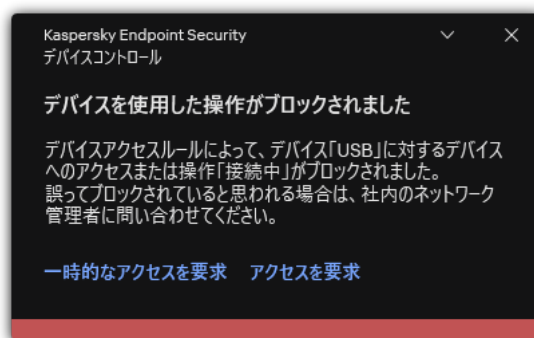 Kaspersky Endpoint Security
デバイスコントロール
デバイスを使用した操作がブロックされました
デバイスアクセスルールによって、デバイス「USB」に対するデバイス
へのアクセスまたは操作「接続中」がブロックされました。
誤ってブロックされていると思われる場合は、社内のネットワーク
管理者に問い合わせてください。
一時的なアクセスを要求 アクセスを要求